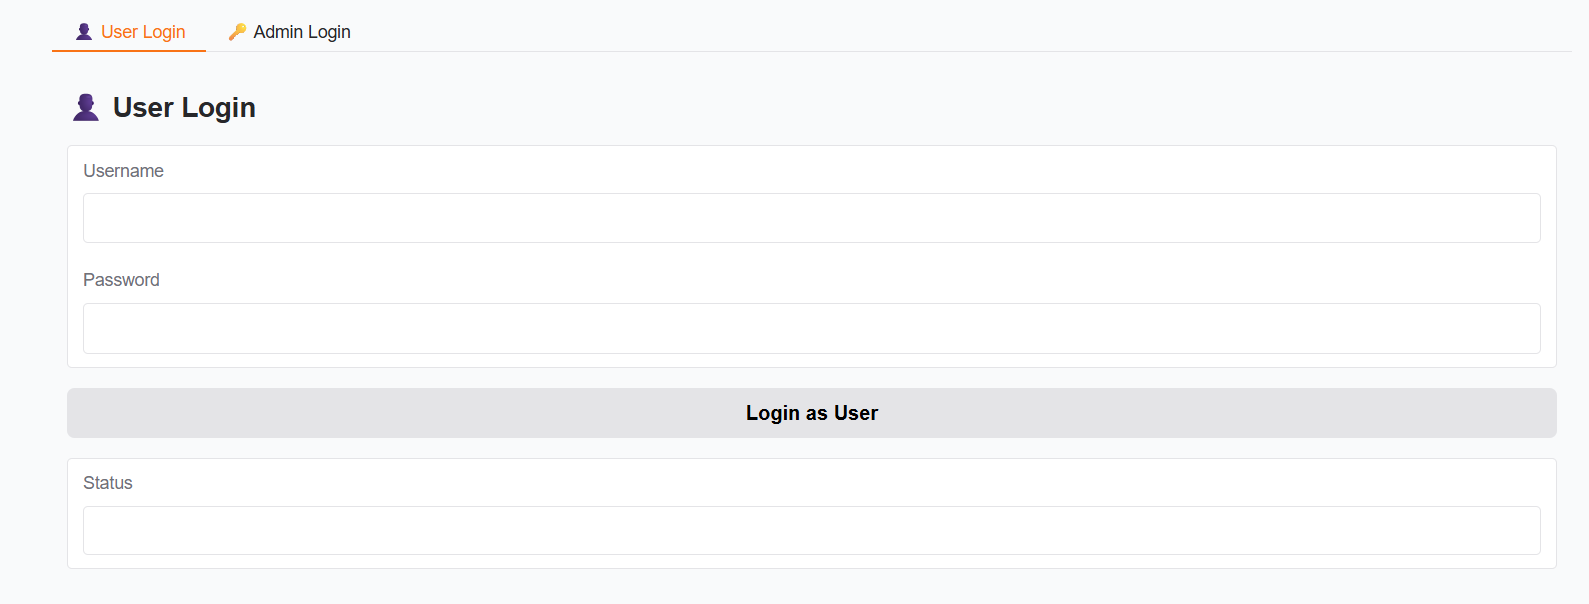 👤 User Login 🔑 Admin Login
👤 User Login
Username
Password
Login as User
Status